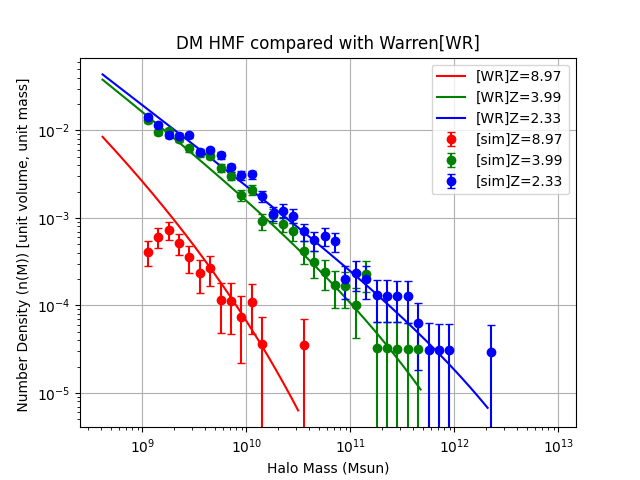 DM HMF compared with Warren[WR]
Number Density (n(M)) [unit volume, unit mass]
10⁻²
10⁻³
10⁻⁴
10⁻⁵
[WR]Z=8.97
[WR]Z=3.99
[WR]Z=2.33
[sim]Z=8.97
[sim]Z=3.99
[sim]Z=2.33
10⁹ 10¹⁰ 10¹¹ 10¹² 10¹³
Halo Mass (Msun)